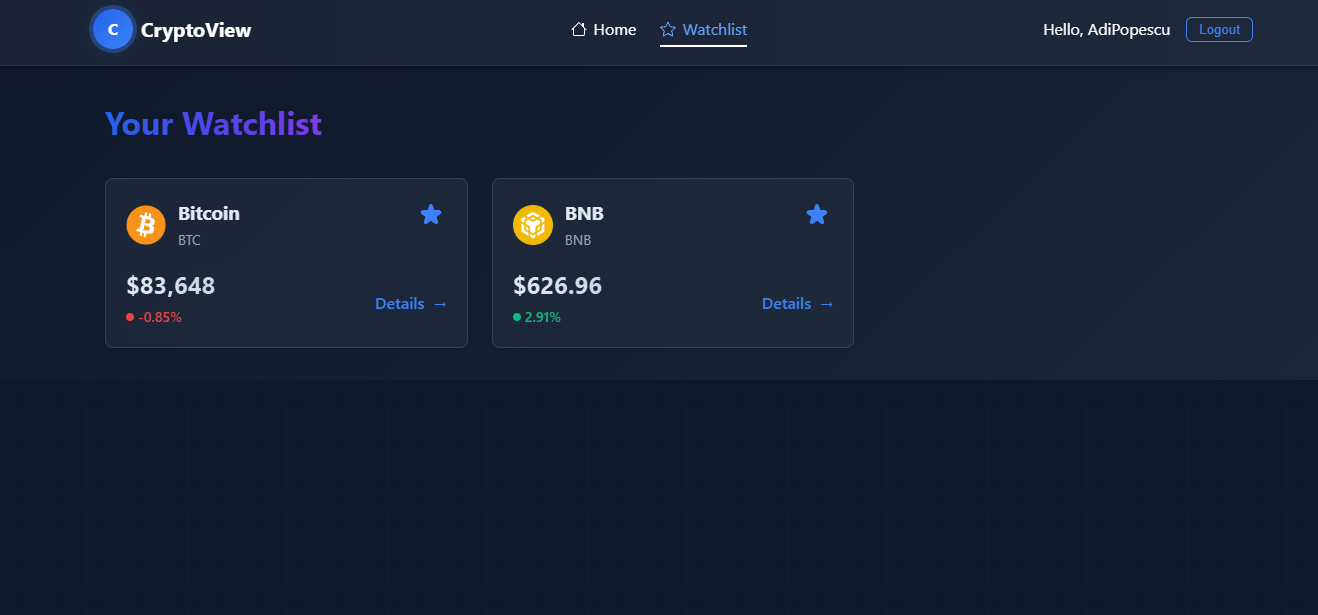 C CryptoView
Home Watchlist
Hello, AdiPopescu Logout
Your Watchlist
Bitcoin
BTC
$83,648
-0.85%
Details →
BNB
BNB
$626.96
2.91%
Details →